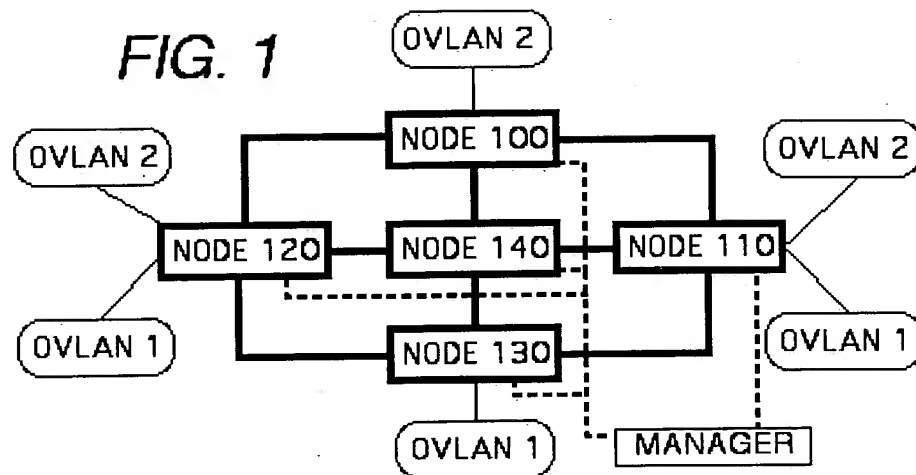 FIG. 1
OVLAN 2
NODE 100
OVLAN 2
OVLAN 2
NODE 120
NODE 140
NODE 110
OVLAN 1
OVLAN 1
NODE 130
OVLAN 1
MANAGER